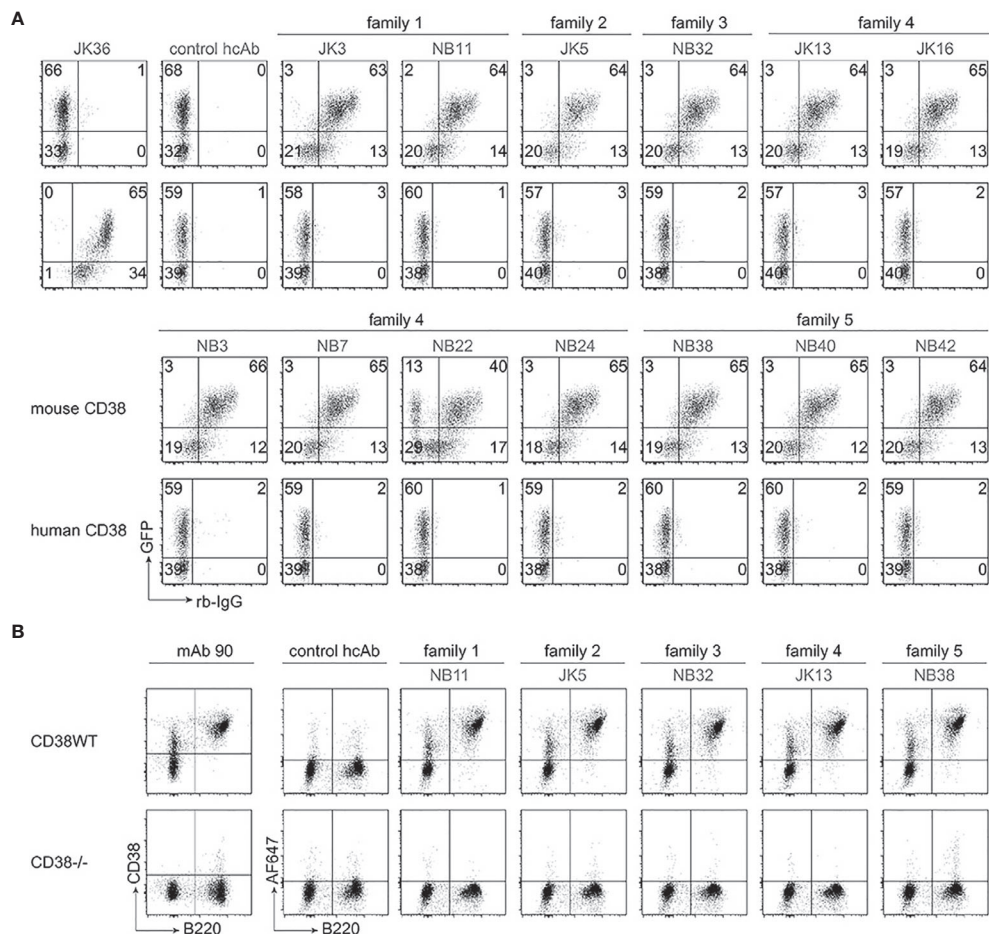 A
family 1 family 2 family 3 family 4
JK36 control hcAb JK3 NB11 JK5 NB32 JK13 JK16
66 1 68 0 3 63 2 64 3 64 3 64 3 64 3 65
33 0 32 0 21 13 20 14 20 13 20 13 20 13 19 13
0 65 59 1 58 3 60 1 57 3 59 2 57 3 57 2
1 34 39 0 39 0 38 0 40 0 38 0 40 0 40 0
family 4 family 5
NB3 NB7 NB22 NB24 NB38 NB40 NB42
3 66 3 65 13 40 3 65 3 65 3 65 3 64
mouse CD38
19 12 20 13 29 17 18 14 19 13 20 12 20 13
59 2 59 2 60 1 59 2 60 2 60 2 59 2
human CD38
39 0 39 0 38 0 38 0 38 0 38 0 39 0
GFP
rb-IgG
B
mAb 90 control hcAb family 1 family 2 family 3 family 4 family 5
NB11 JK5 NB32 JK13 NB38
CD38WT
CD38-/-
CD38 AF647
B220 B220